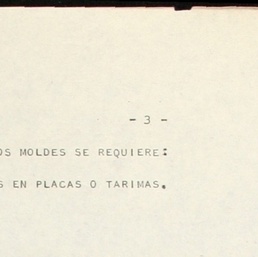 - 3 -
OS MOLDES SE REQUIERE:
S EN PLACAS O TARIMAS.